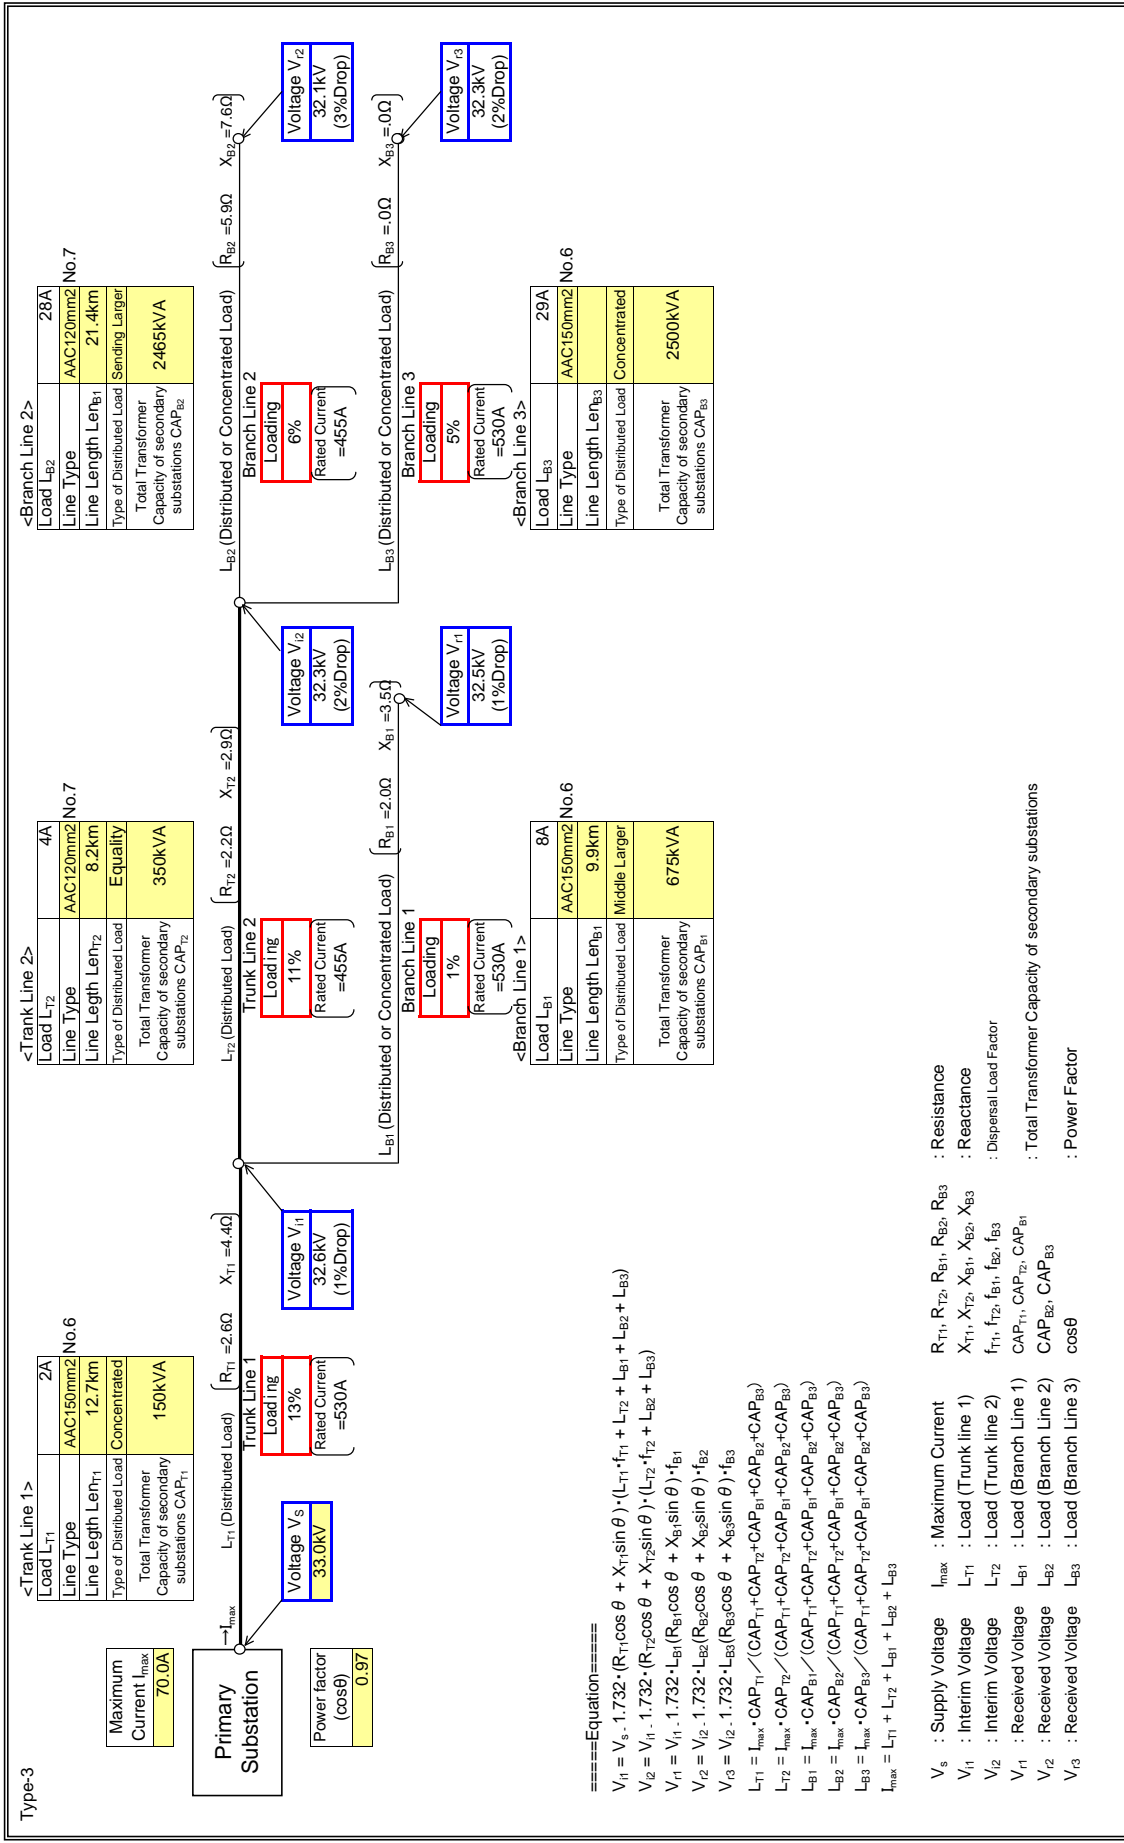 Type-3
Maximum
Current Imax
70.0A
Primary
Substation
Power factor
(cosθ)
0.97
→Imax
Voltage VS
33.0kV
<Trank Line 1>
Load LT1 2A
Line Type AAC150mm2 No.6
Line Legth LenT1 12.7km
Type of Distributed Load Concentrated
Total Transformer
Capacity of secondary
substations CAPT1
150kVA
LT1 (Distributed Load)
RT1 =2.6Ω XT1 =4.4Ω
Trunk Line 1
Loading
13%
Rated Current
=530A
Voltage Vi1
32.6kV
(1%Drop)
<Trank Line 2>
Load LT2 4A
Line Type AAC120mm2 No.7
Line Legth LenT2 8.2km
Type of Distributed Load Equality
Total Transformer
Capacity of secondary
substations CAPT2
350kVA
LT2 (Distributed Load)
RT2 =2.2Ω XT2 =2.9Ω
Trunk Line 2
Loading
11%
Rated Current
=455A
Voltage Vi2
32.3kV
(2%Drop)
LB1 (Distributed or Concentrated Load)
RB1 =2.0Ω XB1 =3.5Ω
Branch Line 1
Loading
1%
Rated Current
=530A
Voltage Vr1
32.5kV
(1%Drop)
<Branch Line 1>
Load LB1 8A
Line Type AAC150mm2 No.6
Line Length LenB1 9.9km
Type of Distributed Load Middle Larger
Total Transformer
Capacity of secondary
substations CAPB1
675kVA
<Branch Line 2>
Load LB2 28A
Line Type AAC120mm2 No.7
Line Length LenB1 21.4km
Type of Distributed Load Sending Larger
Total Transformer
Capacity of secondary
substations CAPB2
2465kVA
LB2 (Distributed or Concentrated Load)
RB2 =5.9Ω XB2 =7.6Ω
Branch Line 2
Loading
6%
Rated Current
=455A
Voltage Vr2
32.1kV
(3%Drop)
LB3 (Distributed or Concentrated Load)
RB3 =.0Ω XB3 =.0Ω
Branch Line 3
Loading
5%
Rated Current
=530A
Voltage Vr3
32.3kV
(2%Drop)
<Branch Line 3>
Load LB3 29A
Line Type AAC150mm2 No.6
Line Length LenB3
Type of Distributed Load Concentrated
Total Transformer
Capacity of secondary
substations CAPB3
2500kVA
=====Equation=====
Vi1 = Vs - 1.732・(RT1cos θ + XT1sin θ)・(LT1・fT1 + LT2 + LB1 + LB2 + LB3)
Vi2 = Vi1 - 1.732・(RT2cos θ + XT2sin θ)・(LT2・fT2 + LB2 + LB3)
Vr1 = Vi1 - 1.732・LB1(RB1cos θ + XB1sin θ)・fB1
Vr2 = Vi2 - 1.732・LB2(RB2cos θ + XB2sin θ)・fB2
Vr3 = Vi2 - 1.732・LB3(RB3cos θ + XB3sin θ)・fB3
LT1 = Imax・CAPT1／(CAPT1+CAPT2+CAPB1+CAPB2+CAPB3)
LT2 = Imax・CAPT2／(CAPT1+CAPT2+CAPB1+CAPB2+CAPB3)
LB1 = Imax・CAPB1／(CAPT1+CAPT2+CAPB1+CAPB2+CAPB3)
LB2 = Imax・CAPB2／(CAPT1+CAPT2+CAPB1+CAPB2+CAPB3)
LB3 = Imax・CAPB3／(CAPT1+CAPT2+CAPB1+CAPB2+CAPB3)
Imax = LT1 + LT2 + LB1 + LB2 + LB3
Vs : Supply Voltage Imax : Maximum Current RT1, RT2, RB1, RB2, RB3 : Resistance
Vi1 : Interim Voltage LT1 : Load (Trunk line 1) XT1, XT2, XB1, XB2, XB3 : Reactance
Vi2 : Interim Voltage LT2 : Load (Trunk line 2) fT1, fT2, fB1, fB2, fB3 : Dispersal Load Factor
Vr1 : Received Voltage LB1 : Load (Branch Line 1) CAPT1, CAPT2, CAPB1 : Total Transformer Capacity of secondary substations
Vr2 : Received Voltage LB2 : Load (Branch Line 2) CAPB2, CAPB3
Vr3 : Received Voltage LB3 : Load (Branch Line 3) cosθ : Power Factor